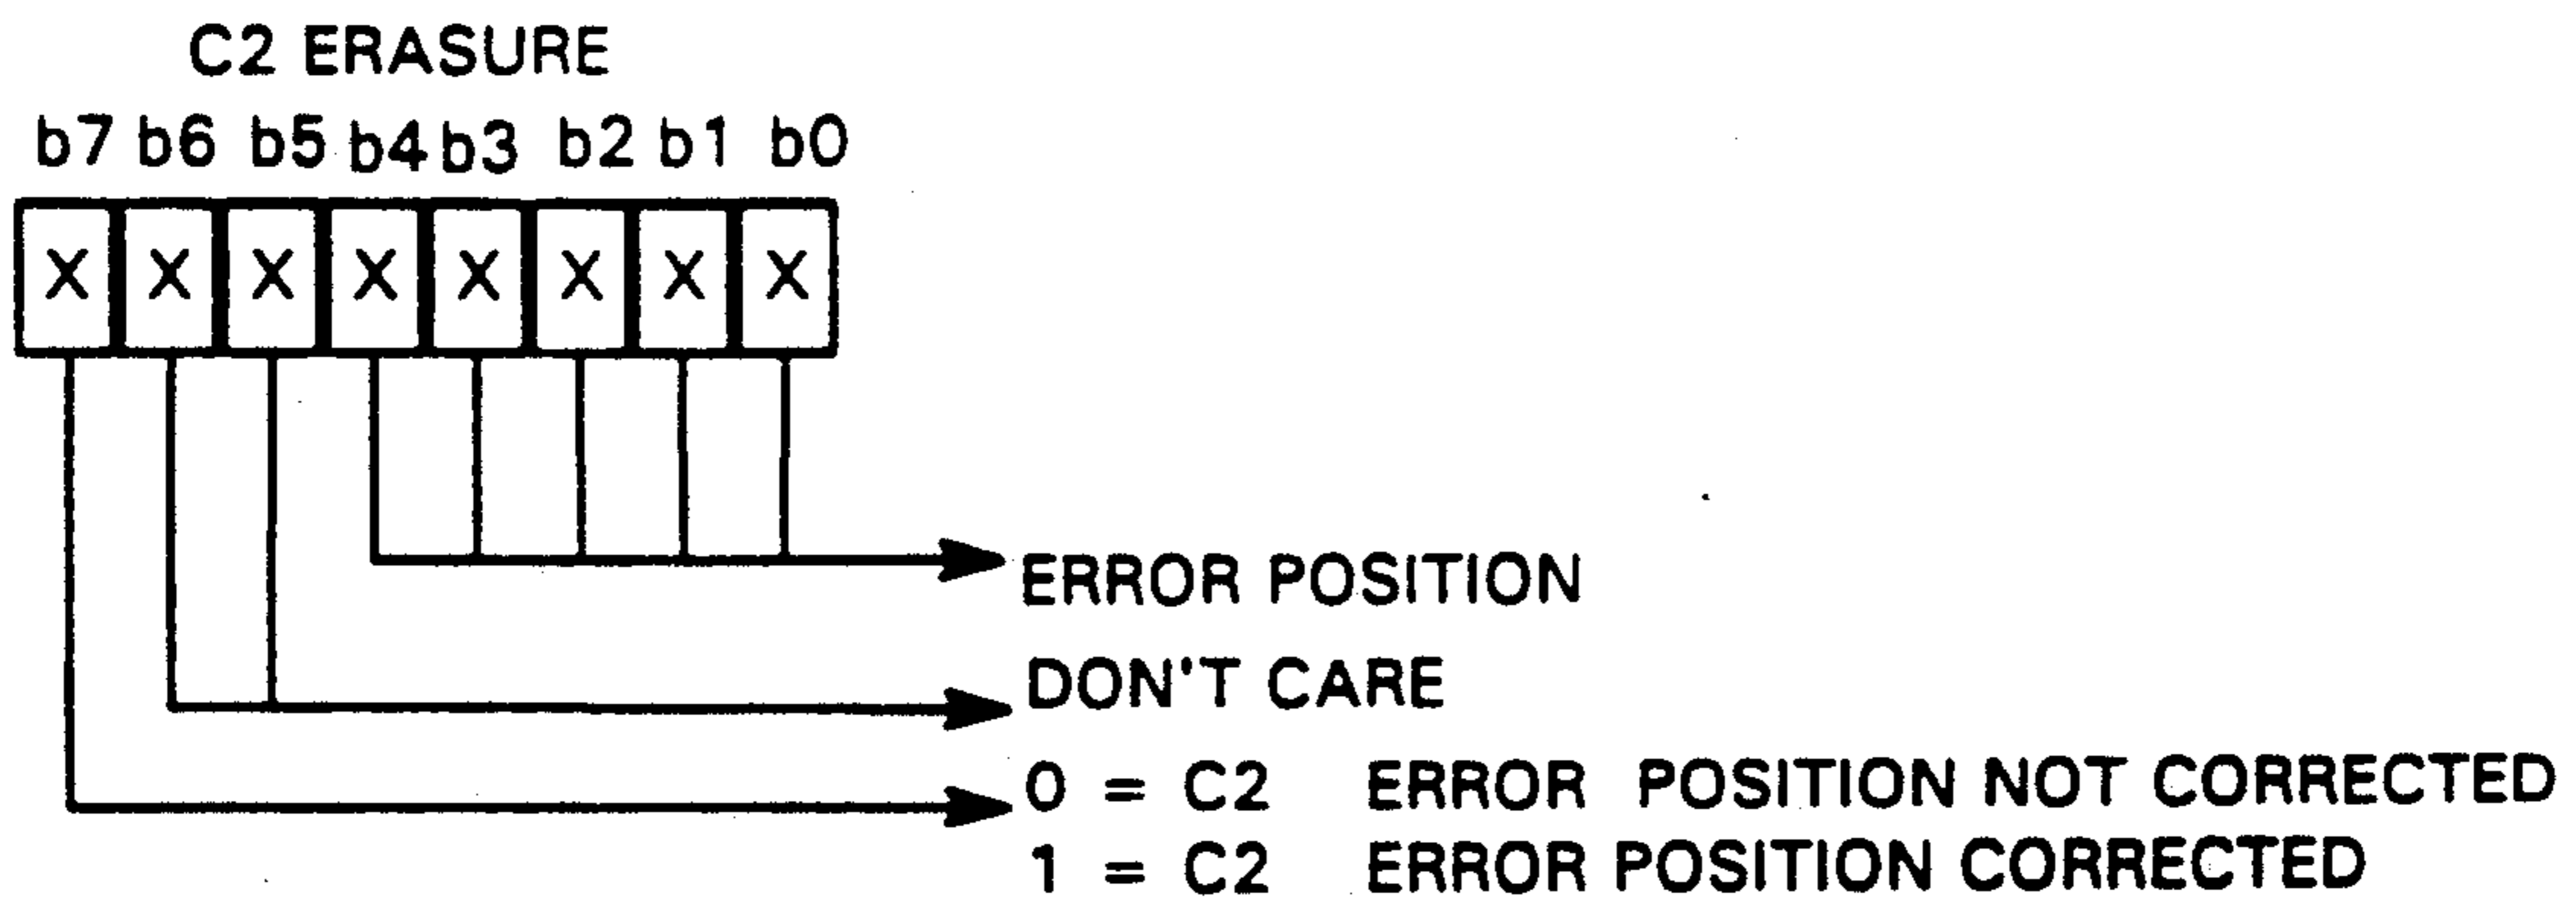 C2 ERASURE
b7 b6 b5 b4 b3 b2 b1 b0
X X X X X X X X
ERROR POSITION
DON'T CARE
0 = C2 ERROR POSITION NOT CORRECTED
1 = C2 ERROR POSITION CORRECTED